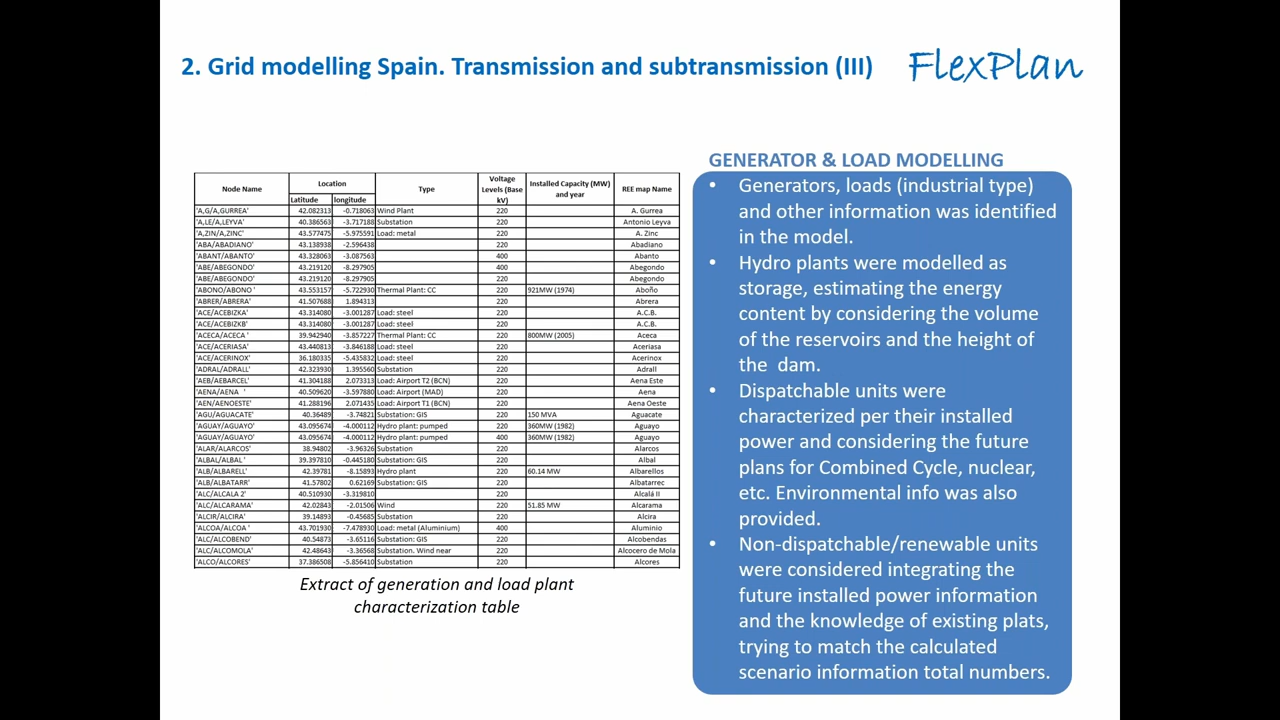 2. Grid modelling Spain. Transmission and subtransmission (III)
FlexPlan
Node Name Location Type Voltage Levels (Base kV) Installed Capacity (MW) and year REE map Name
Latitude longitude
'A,G/A,GURREA' 42.082313 -0.718063 Wind Plant 220 A. Gurrea
'A,LE/A,LEYVA' 40.386563 -3.717188 Substation 220 Antonio Leyva
'A,ZIN/A,ZINC' 43.577475 -5.975591 Load: metal 220 A. Zinc
'ABA/ABADIANO' 43.138938 -2.596438 220 Abadiano
'ABANT/ABANTO' 43.328063 -3.087563 400 Abanto
'ABE/ABEGONDO' 43.219120 -8.297905 400 Abegondo
'ABE/ABEGONDO' 43.219120 -8.297905 220 Abegondo
'ABONO/ABONO ' 43.553157 -5.722930 Thermal Plant: CC 220 921MW (1974) Aboño
'ABRER/ABRERA' 41.507688 1.894313 220 Abrera
'ACE/ACEBIZKA' 43.314080 -3.001287 Load: steel 220 A.C.B.
'ACE/ACEBIZKB' 43.314080 -3.001287 Load: steel 220 A.C.B.
'ACECA/ACECA ' 39.942940 -3.857227 Thermal Plant: CC 220 800MW (2005) Aceca
'ACE/ACERIASA' 43.440813 -3.846188 Load: steel 220 Aceriasa
'ACE/ACERINOX' 36.180335 -5.435832 Load: steel 220 Acerinox
'ADRAL/ADRALL' 42.323930 1.395560 Substation 220 Adrall
'AEB/AEBARCEL' 41.304188 2.073313 Load: Airport T2 (BCN) 220 Aena Este
'AENA/AENA ' 40.509620 -3.597880 Load: Airport (MAD) 220 Aena
'AEN/AENOESTE' 41.288196 2.071435 Load: Airport T1 (BCN) 220 Aena Oeste
'AGU/AGUACATE' 40.36489 -3.74821 Substation: GIS 220 150 MVA Aguacate
'AGUAY/AGUAYO' 43.095674 -4.000112 Hydro plant: pumped 220 360MW (1982) Aguayo
'AGUAY/AGUAYO' 43.095674 -4.000112 Hydro plant: pumped 400 360MW (1982) Aguayo
'ALAR/ALARCOS' 38.94802 -3.96326 Substation 220 Alarcos
'ALBAL/ALBAL ' 39.397810 -0.445180 Substation: GIS 220 Albal
'ALB/ALBARELL' 42.39781 -8.15893 Hydro plant 220 60.14 MW Albarellos
'ALB/ALBATARR' 41.57802 0.62169 Substation: GIS 220 Albatarrec
'ALC/ALCALA 2' 40.510930 -3.319810 220 Alcalá II
'ALC/ALCARAMA' 42.02843 -2.01506 Wind 220 51.85 MW Alcarama
'ALCIR/ALCIRA' 39.14893 -0.45685 Substation 220 Alcira
'ALCOA/ALCOA ' 43.701930 -7.478930 Load: metal (Aluminium) 400 Aluminio
'ALC/ALCOBEND' 40.54873 -3.65116 Substation: GIS 220 Alcobendas
'ALC/ALCOMOLA' 42.48643 -3.36568 Substation. Wind near 220 Alcocero de Mola
'ALCO/ALCORES' 37.386508 -5.856410 Substation 220 Alcores
Extract of generation and load plant
characterization table
GENERATOR & LOAD MODELLING
• Generators, loads (industrial type)
and other information was identified
in the model.
• Hydro plants were modelled as
storage, estimating the energy
content by considering the volume
of the reservoirs and the height of
the dam.
• Dispatchable units were
characterized per their installed
power and considering the future
plans for Combined Cycle, nuclear,
etc. Environmental info was also
provided.
• Non-dispatchable/renewable units
were considered integrating the
future installed power information
and the knowledge of existing plats,
trying to match the calculated
scenario information total numbers.